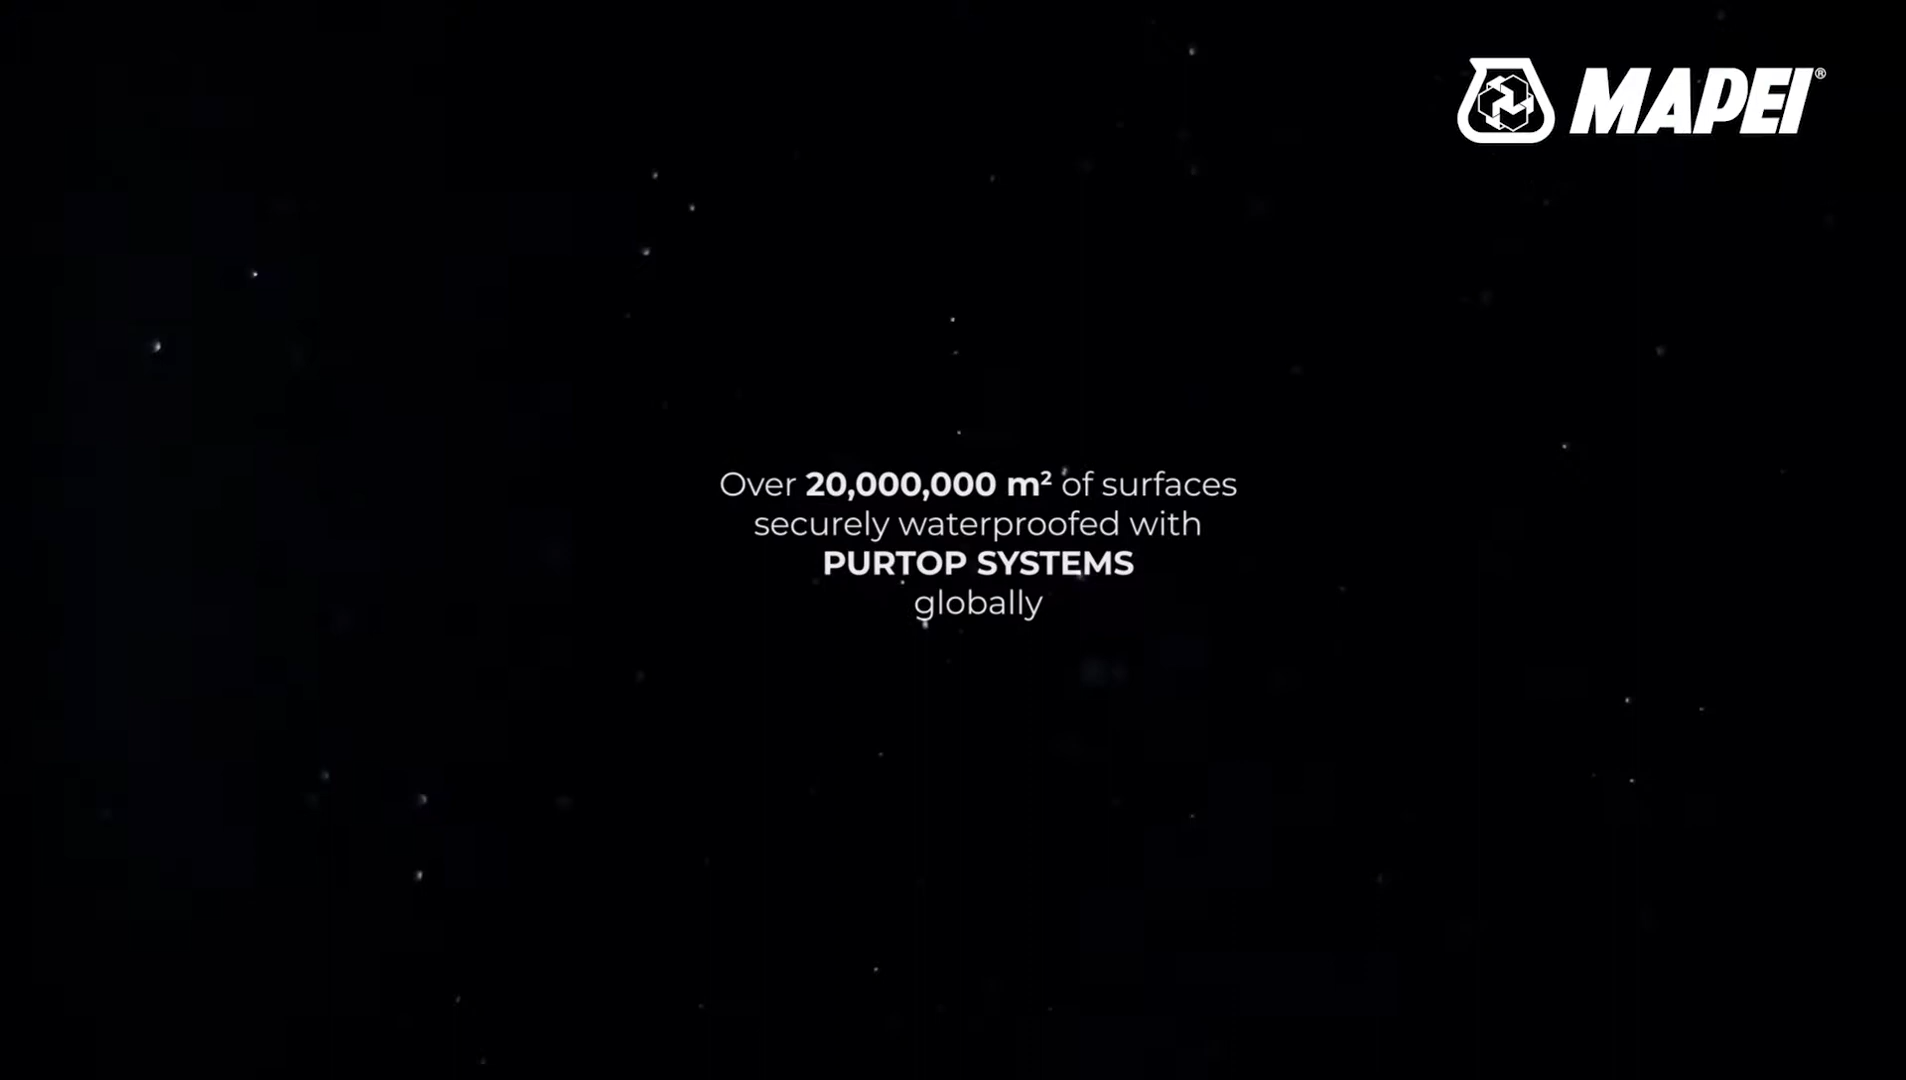 MAPEI®
Over 20,000,000 m² of surfaces
securely waterproofed with
PURTOP SYSTEMS
globally